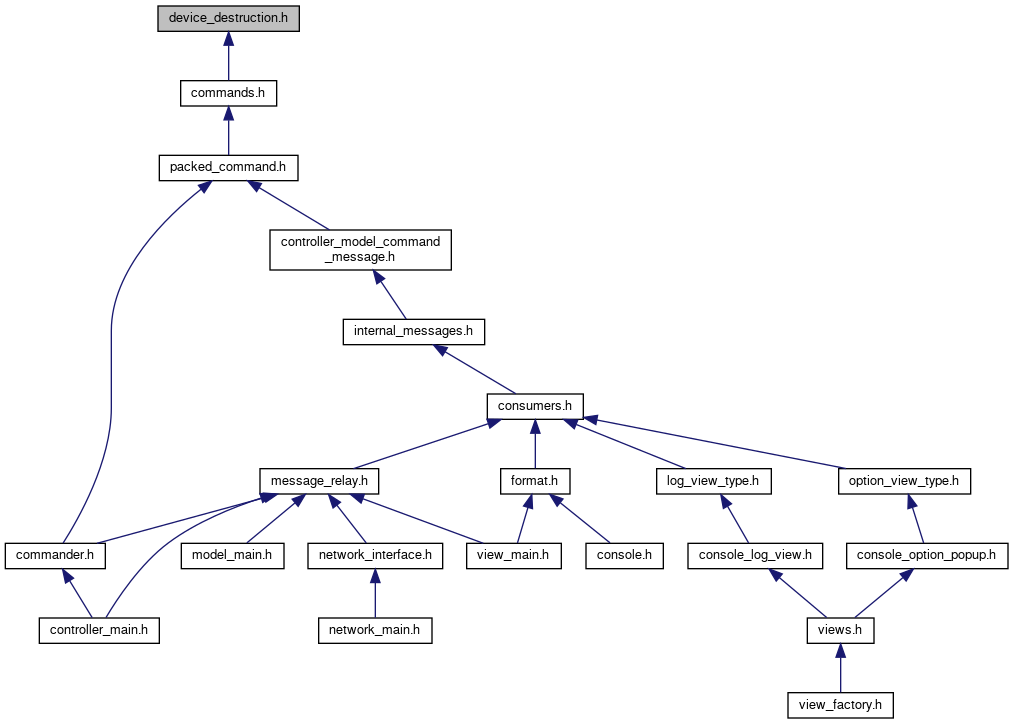 device_destruction.h
commands.h
packed_command.h
controller_model_command
_message.h
internal_messages.h
consumers.h
message_relay.h
format.h
log_view_type.h
option_view_type.h
commander.h
model_main.h
network_interface.h
view_main.h
console.h
console_log_view.h
console_option_popup.h
controller_main.h
network_main.h
views.h
view_factory.h